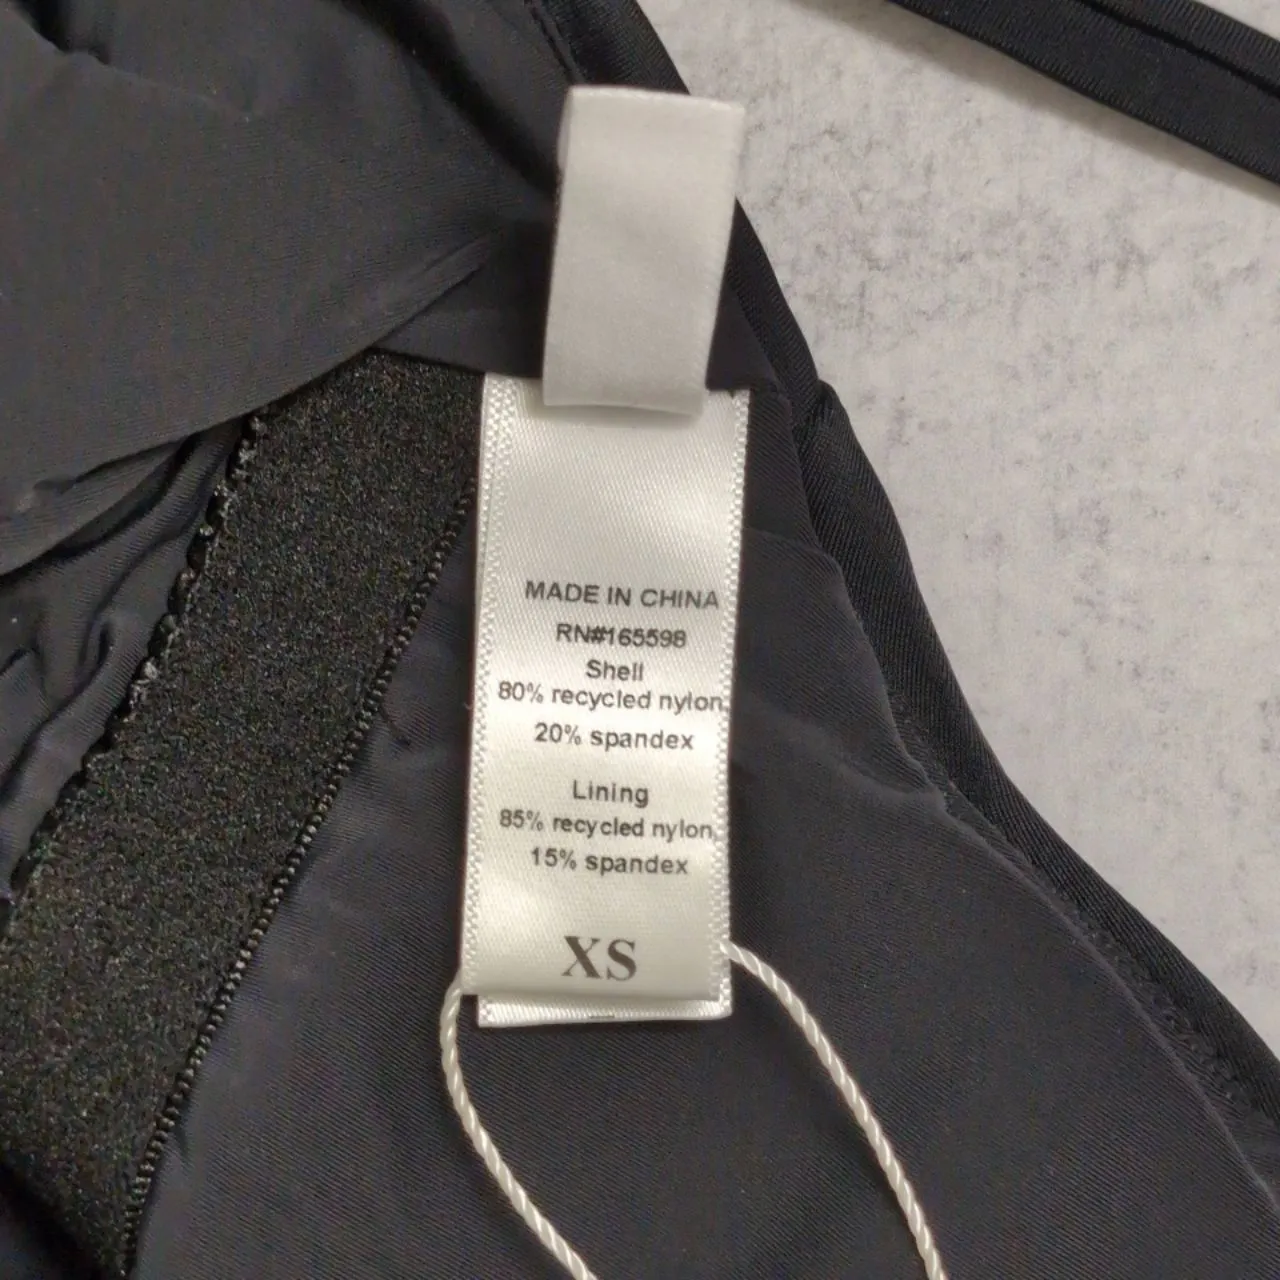 MADE IN CHINA
RN#165598
Shell
80% recycled nylon,
20% spandex
Lining
85% recycled nylon,
15% spandex
XS